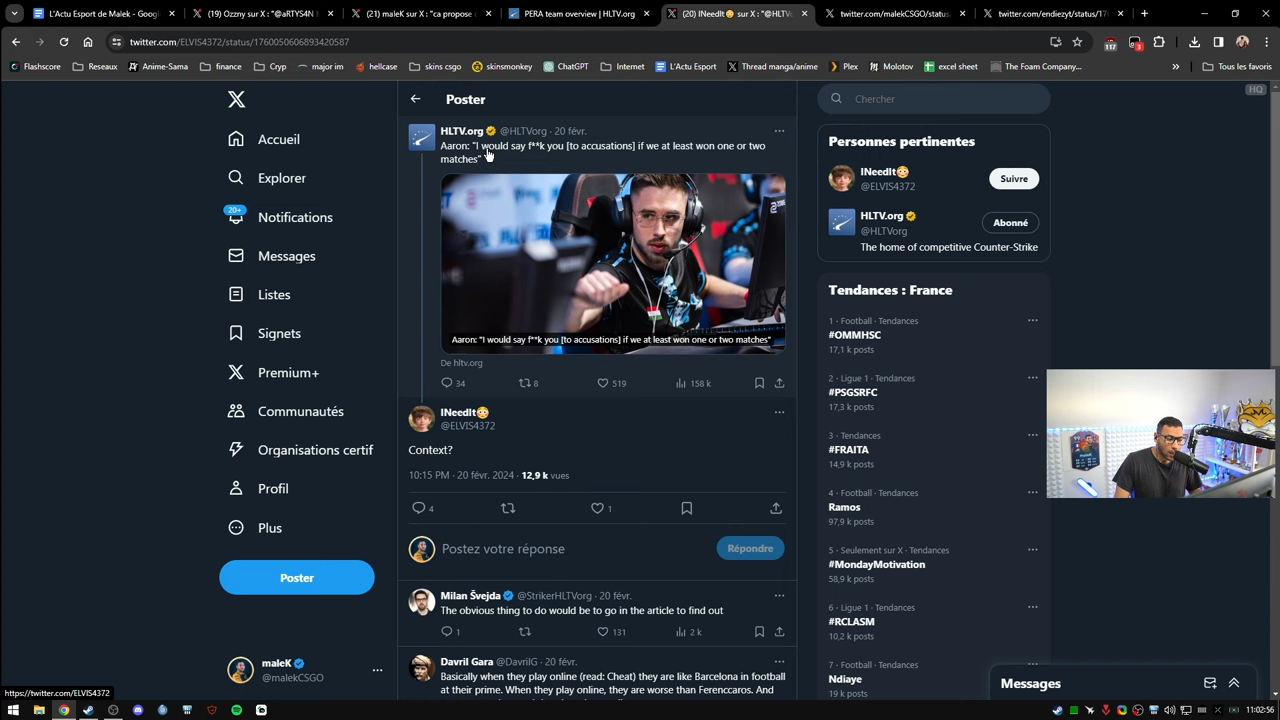 L'Actu Esport de Malek - Google
(19) Ozzny sur X : "@aRTYS4N M
(21) maleK sur X : "ca propose
PERA team overview | HLTV.org
(20) INeedIt😳 sur X : "@HLTV
twitter.com/malekCSGO/status
twitter.com/endiezyt/status/17
twitter.com/ELVIS4372/status/1760050606893420587
117
3
Flashscore
Reseaux
Anime-Sama
finance
Cryp
major im
hellcase
skins csgo
skinsmonkey
ChatGPT
Internet
L'Actu Esport
Thread manga/anime
Plex
Molotov
excel sheet
The Foam Company...
Tous les favoris
HQ
Accueil
Explorer
20+
Notifications
Messages
Listes
Signets
Premium+
Communautés
Organisations certif
Profil
Plus
Poster
maleK
@malekCSGO
https://twitter.com/ELVIS4372
Poster
HLTV.org @HLTVorg · 20 févr.
Aaron: "I would say f**k you [to accusations] if we at least won one or two
matches"
Aaron: "I would say f**k you [to accusations] if we at least won one or two matches"
De hltv.org
34 8 519 158 k
INeedIt😳
@ELVIS4372
Context?
10:15 PM · 20 févr. 2024 · 12,9 k vues
4 1
Postez votre réponse
Répondre
Milan Švejda @StrikerHLTVorg · 20 févr.
The obvious thing to do would be to go in the article to find out
1 131 2 k
Davril Gara @DavrilG · 20 févr.
Basically when they play online (read: Cheat) they are like Barcelona in football
at their prime. When they play online, they are worse than Ferenccaros. And
Chercher
Personnes pertinentes
INeedIt😳
@ELVIS4372
Suivre
HLTV.org
@HLTVorg
Abonné
The home of competitive Counter-Strike
Tendances : France
1 · Football · Tendances
#OMMHSC
17,1 k posts
2 · Ligue 1 · Tendances
#PSGSRFC
17,3 k posts
3 · Tendances
#FRAITA
14,9 k posts
4 · Football · Tendances
Ramos
97,9 k posts
5 · Seulement sur X · Tendances
#MondayMotivation
58,9 k posts
6 · Ligue 1 · Tendances
#RCLASM
10,2 k posts
7 · Football · Tendances
Ndiaye
19 k posts
Messages
11:02:56